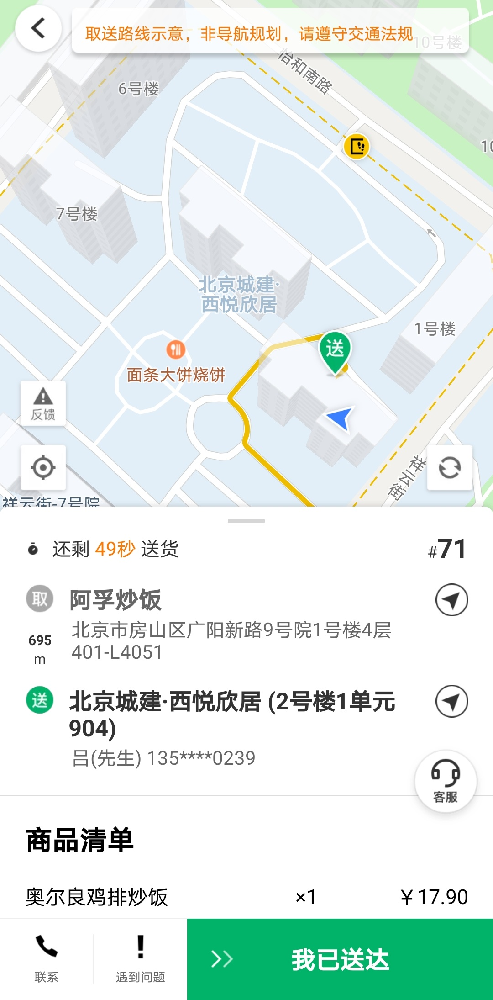 取送路线示意，非导航规划，请遵守交通法规
10号楼
怡和南路
6号楼
10
7号楼
北京城建·
西悦欣居
1号楼
送
面条大饼烧饼
反馈
祥云街
祥云街-7号院
还剩 49秒 送货
#71
取
阿孚炒饭
北京市房山区广阳新路9号院1号楼4层
401-L4051
695
m
送
北京城建·西悦欣居 (2号楼1单元
904)
吕(先生) 135****0239
客服
商品清单
奥尔良鸡排炒饭 ×1 ￥17.90
联系
遇到问题
我已送达